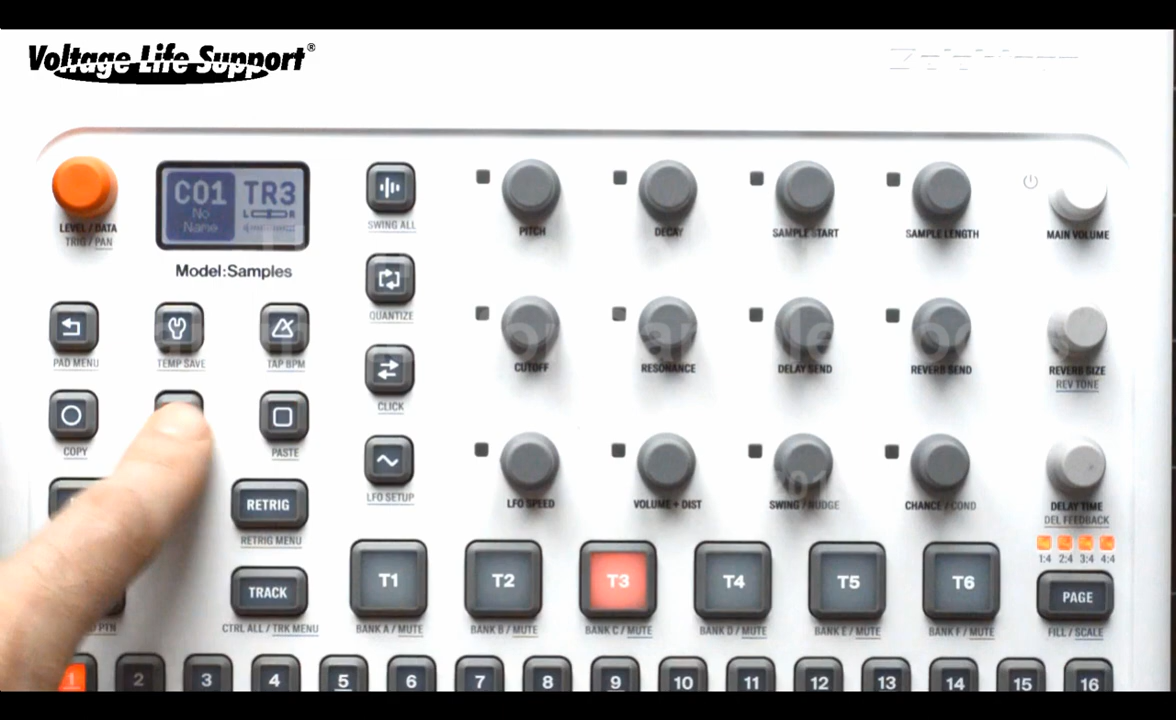 Voltage Life Support®
C01 TR3
No
Name
L R
LEVEL / DATA
TRIG / PAN
Model:Samples
SWING ALL
PITCH
DECAY
SAMPLE START
SAMPLE LENGTH
MAIN VOLUME
QUANTIZE
PAD MENU
TEMP SAVE
TAP BPM
CUTOFF
RESONANCE
DELAY SEND
REVERB SEND
REVERB SIZE
REV TONE
CLICK
COPY
PASTE
LFO SETUP
LFO SPEED
VOLUME + DIST
SWING / NUDGE
CHANCE / COND
DELAY TIME
DEL FEEDBACK
RETRIG
RETRIG MENU
1:4 2:4 3:4 4:4
T1 T2 T3 T4 T5 T6
PAGE
TRACK
CTRL ALL / TRK MENU
BANK A / MUTE
BANK B / MUTE
BANK C / MUTE
BANK D / MUTE
BANK E / MUTE
BANK F / MUTE
FILL / SCALE
PTN
1 2 3 4 5 6 7 8 9 10 11 12 13 14 15 16